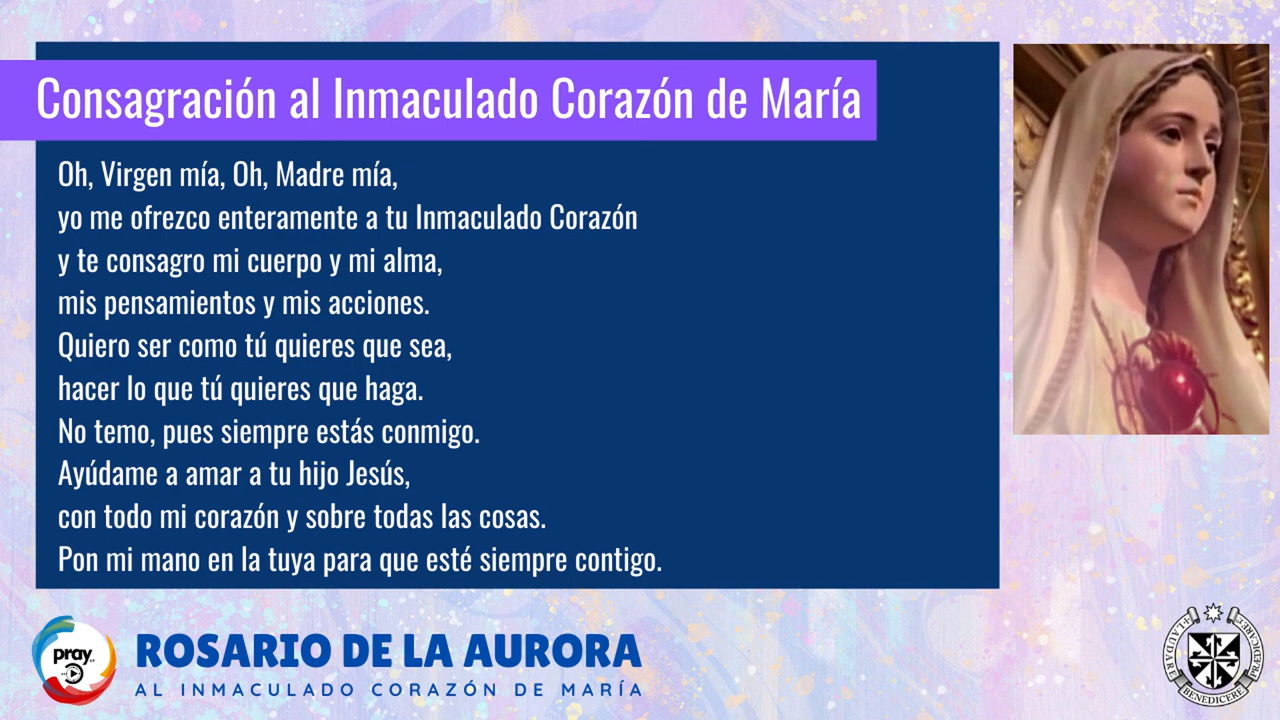 Consagración al Inmaculado Corazón de María
Oh, Virgen mía, Oh, Madre mía,
yo me ofrezco enteramente a tu Inmaculado Corazón
y te consagro mi cuerpo y mi alma,
mis pensamientos y mis acciones.
Quiero ser como tú quieres que sea,
hacer lo que tú quieres que haga.
No temo, pues siempre estás conmigo.
Ayúdame a amar a tu hijo Jesús,
con todo mi corazón y sobre todas las cosas.
Pon mi mano en la tuya para que esté siempre contigo.
pray
ROSARIO DE LA AURORA
AL INMACULADO CORAZÓN DE MARÍA
LAUDARE
BENEDICERE
PRÆDICARE